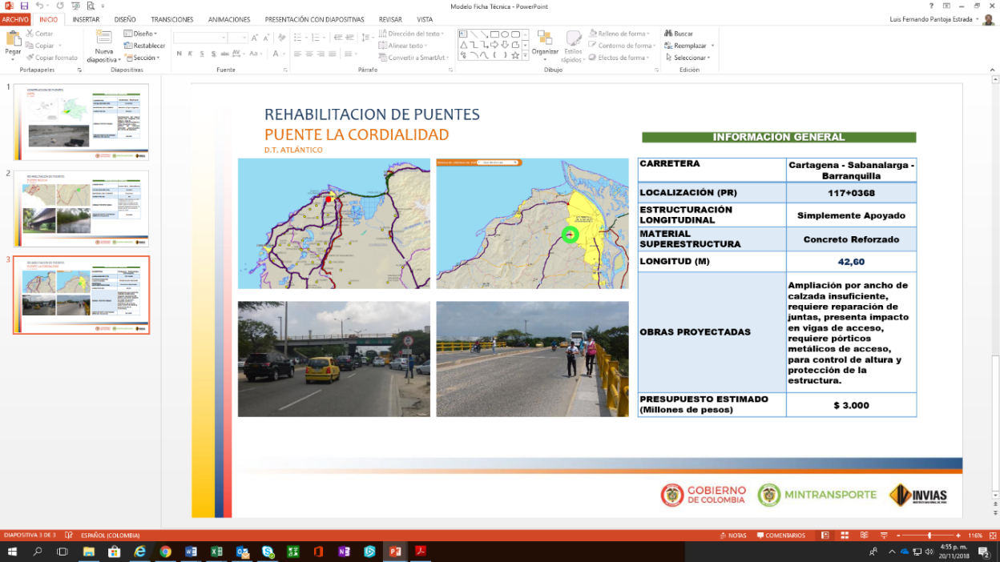 Modelo Ficha Técnica - PowerPoint
ARCHIVO INICIO INSERTAR DISEÑO TRANSICIONES ANIMACIONES PRESENTACIÓN CON DIAPOSITIVAS REVISAR VISTA
Luis Fernando Pantoja Estrada
Pegar
Cortar
Copiar
Copiar formato
Portapapeles
Nueva
diapositiva
Diseño
Restablecer
Sección
Diapositivas
N K S S abc AV Aa A
Fuente
Dirección del texto
Alinear texto
Convertir a SmartArt
Párrafo
Organizar
Estilos
rápidos
Relleno de forma
Contorno de forma
Efectos de forma
Dibujo
Buscar
Reemplazar
Seleccionar
Edición
1
2
3
REHABILITACION DE PUENTES
PUENTE LA CORDIALIDAD
D.T. ATLÁNTICO
INFORMACION GENERAL
CARRETERA
Cartagena - Sabanalarga -
Barranquilla
LOCALIZACIÓN (PR)
117+0368
ESTRUCTURACIÓN
LONGITUDINAL
Simplemente Apoyado
MATERIAL
SUPERESTRUCTURA
Concreto Reforzado
LONGITUD (M)
42,60
OBRAS PROYECTADAS
Ampliación por ancho de
calzada insuficiente,
requiere reparación de
juntas, presenta impacto
en vigas de acceso,
requiere pórticos
metálicos de acceso,
para control de altura y
protección de la
estructura.
PRESUPUESTO ESTIMADO
(Millones de pesos)
$ 3.000
GOBIERNO
DE COLOMBIA
MINTRANSPORTE
INVIAS
DIAPOSITIVA 3 DE 3 ESPAÑOL (COLOMBIA)
NOTAS COMENTARIOS 116%
4:55 p. m.
20/11/2018
2